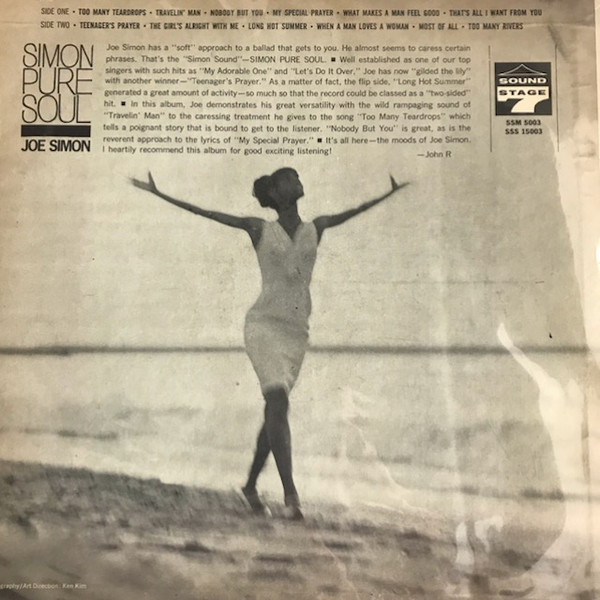 SIDE ONE • TOO MANY TEARDROPS • TRAVELIN' MAN • NOBODY BUT YOU • MY SPECIAL PRAYER • WHAT MAKES A MAN FEEL GOOD • THAT'S ALL I WANT FROM YOU
SIDE TWO • TEENAGER'S PRAYER • THE GIRL'S ALRIGHT WITH ME • LONG HOT SUMMER • WHEN A MAN LOVES A WOMAN • MOST OF ALL • TOO MANY RIVERS
SIMON
PURE
SOUL
JOE SIMON
Joe Simon has a "soft" approach to a ballad that gets to you. He almost seems to caress certain
phrases. That's the "Simon Sound"—SIMON PURE SOUL. ■ Well established as one of our top
singers with such hits as "My Adorable One" and "Let's Do It Over," Joe has now "gilded the lily"
with another winner—"Teenager's Prayer." As a matter of fact, the flip side, "Long Hot Summer"
generated a great amount of activity—so much so that the record could be classed as a "two-sided"
hit. ■ In this album, Joe demonstrates his great versatility with the wild rampaging sound of
"Travelin' Man" to the caressing treatment he gives to the song "Too Many Teardrops" which
tells a poignant story that is bound to get to the listener. "Nobody But You" is great, as is the
reverent approach to the lyrics of "My Special Prayer." ■ It's all here—the moods of Joe Simon.
I heartily recommend this album for good exciting listening!
—John R
SOUND
STAGE
7
SSM 5003
SSS 15003
graphy/Art Direction: Ken Kim